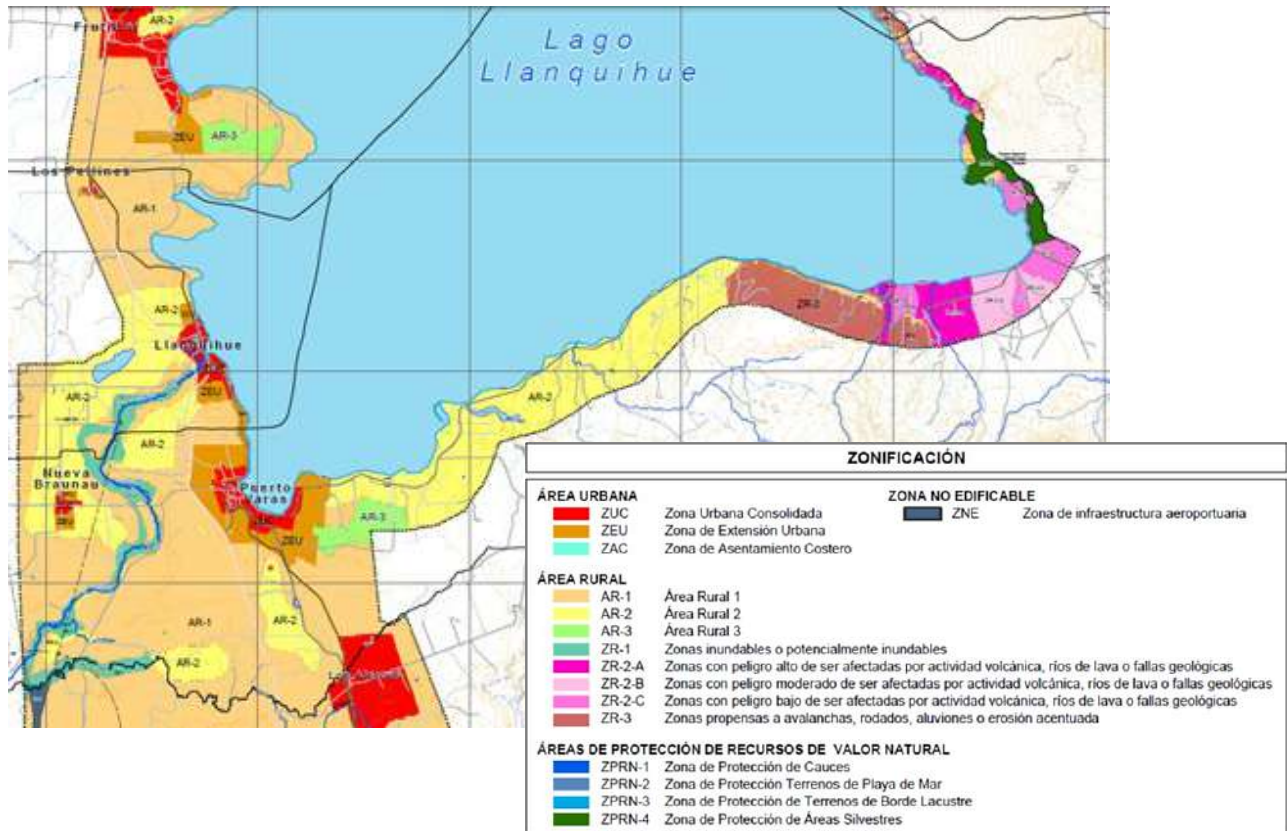 Lago
Llanquihue
ZEU
AR-3
Los Pellines
AR-1
AR-2
Llanquihue
ZEU
AR-2
AR-2
AR-2
ZR-3
Nueva
Braunau
ZEU
Puerto
Varas
ZUC
ZEU
AR-3
AR-1
AR-2
AR-2
ZONIFICACIÓN
ÁREA URBANA
ZUC Zona Urbana Consolidada
ZEU Zona de Extensión Urbana
ZAC Zona de Asentamiento Costero
ZONA NO EDIFICABLE
ZNE Zona de infraestructura aeroportuaria
ÁREA RURAL
AR-1 Área Rural 1
AR-2 Área Rural 2
AR-3 Área Rural 3
ZR-1 Zonas inundables o potencialmente inundables
ZR-2-A Zonas con peligro alto de ser afectadas por actividad volcánica, ríos de lava o fallas geológicas
ZR-2-B Zonas con peligro moderado de ser afectadas por actividad volcánica, ríos de lava o fallas geológicas
ZR-2-C Zonas con peligro bajo de ser afectadas por actividad volcánica, ríos de lava o fallas geológicas
ZR-3 Zonas propensas a avalanchas, rodados, aluviones o erosión acentuada
ÁREAS DE PROTECCIÓN DE RECURSOS DE VALOR NATURAL
ZPRN-1 Zona de Protección de Cauces
ZPRN-2 Zona de Protección Terrenos de Playa de Mar
ZPRN-3 Zona de Protección de Terrenos de Borde Lacustre
ZPRN-4 Zona de Protección de Áreas Silvestres